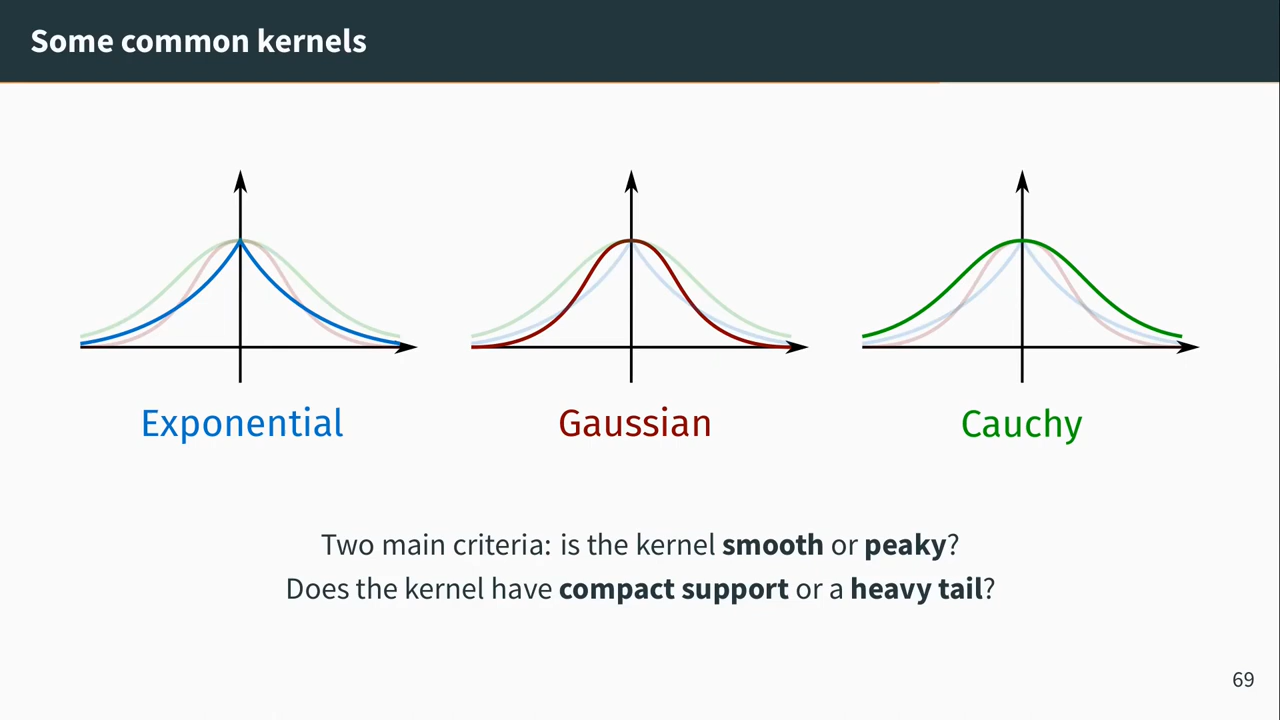 Some common kernels
Exponential
Gaussian
Cauchy
Two main criteria: is the kernel smooth or peaky?
Does the kernel have compact support or a heavy tail?
69